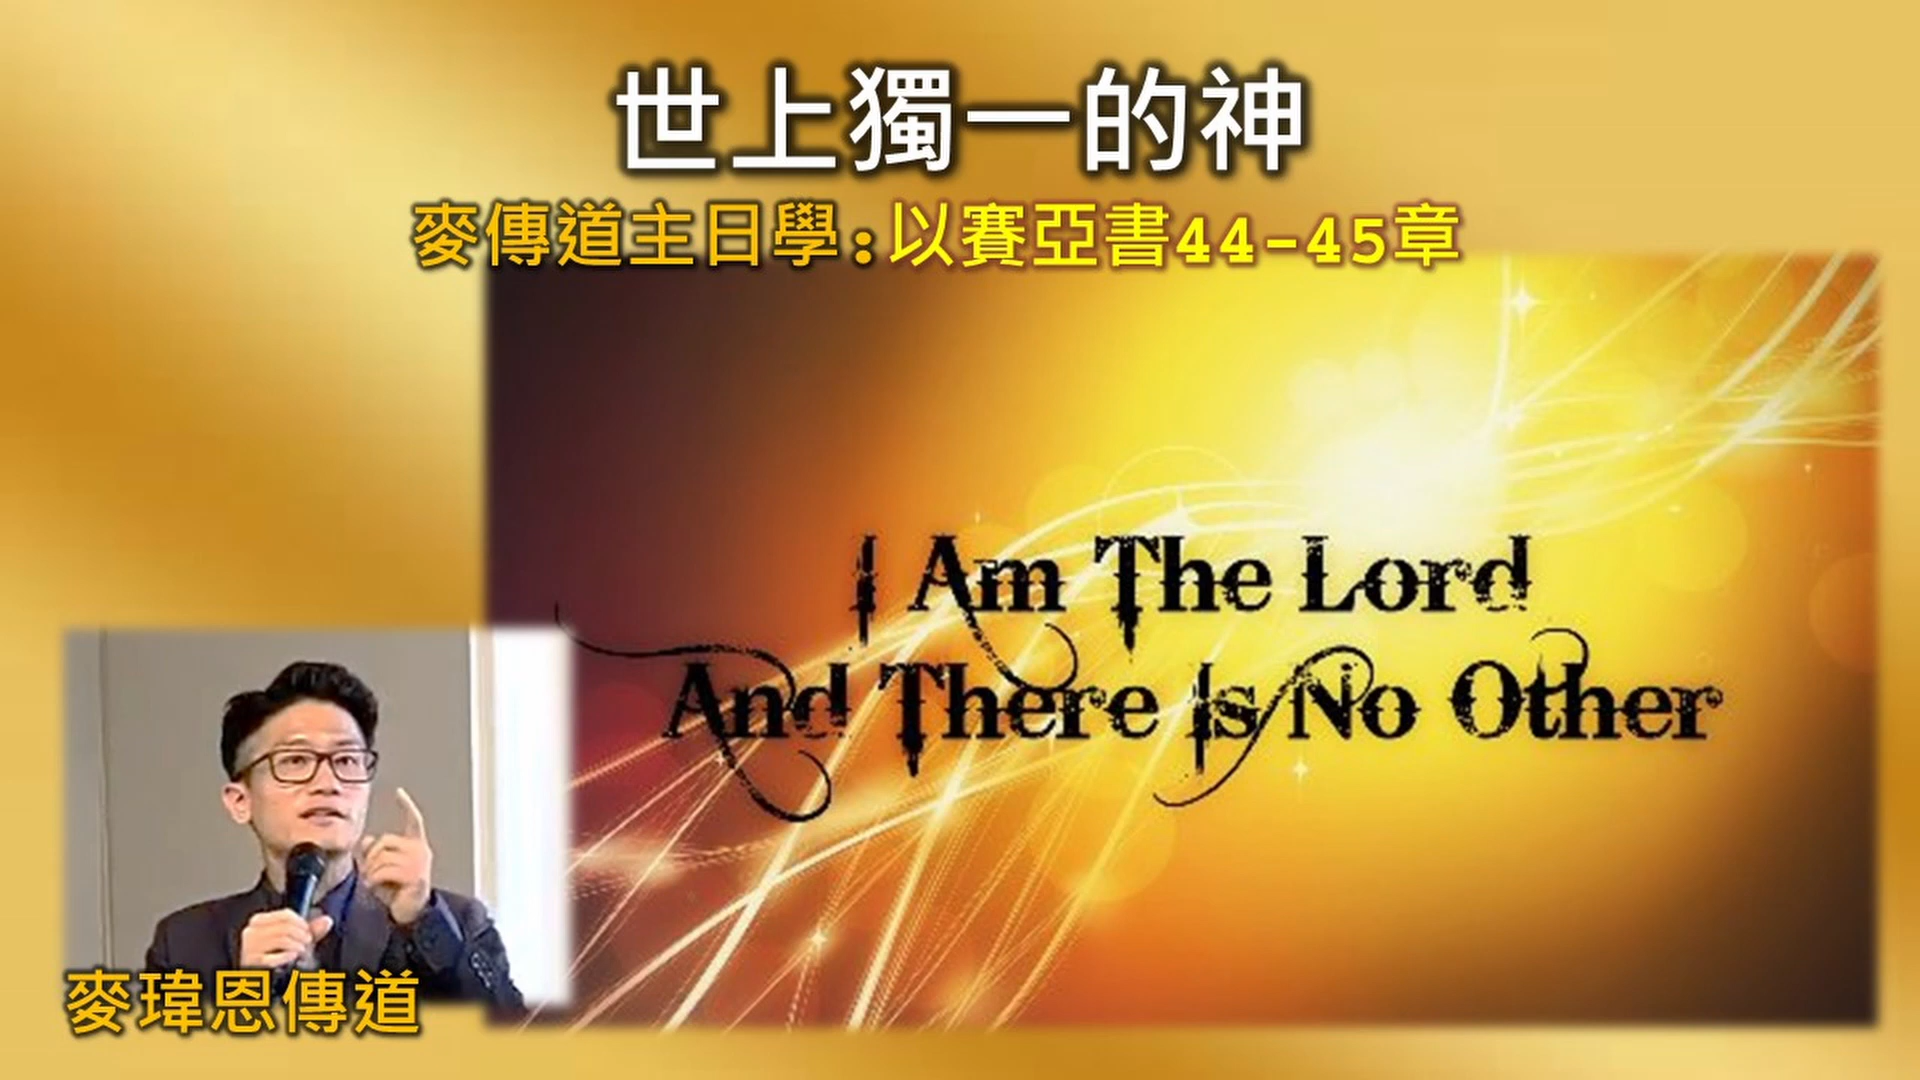 世上獨一的神
麥傳道主日學:以賽亞書44-45章
I Am The Lord
And There Is No Other
麥瑋恩傳道